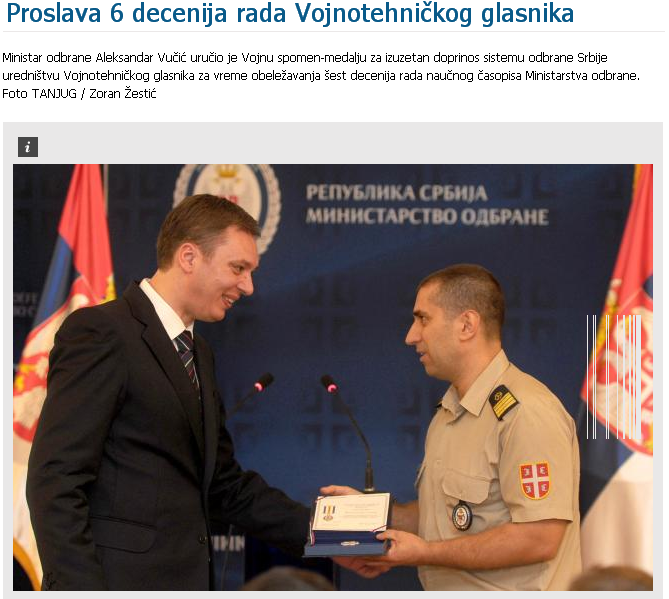 Proslava 6 decenija rada Vojnotehničkog glasnika
Ministar odbrane Aleksandar Vučić uručio je Vojnu spomen-medalju za izuzetan doprinos sistemu odbrane Srbije
uredništvu Vojnotehničkog glasnika za vreme obeležavanja šest decenija rada naučnog časopisa Ministarstva odbrane.
Foto TANJUG / Zoran Žestić
i
РЕПУБЛИКА СРБИЈА
МИНИСТАРСТВО ОДБРАНЕ